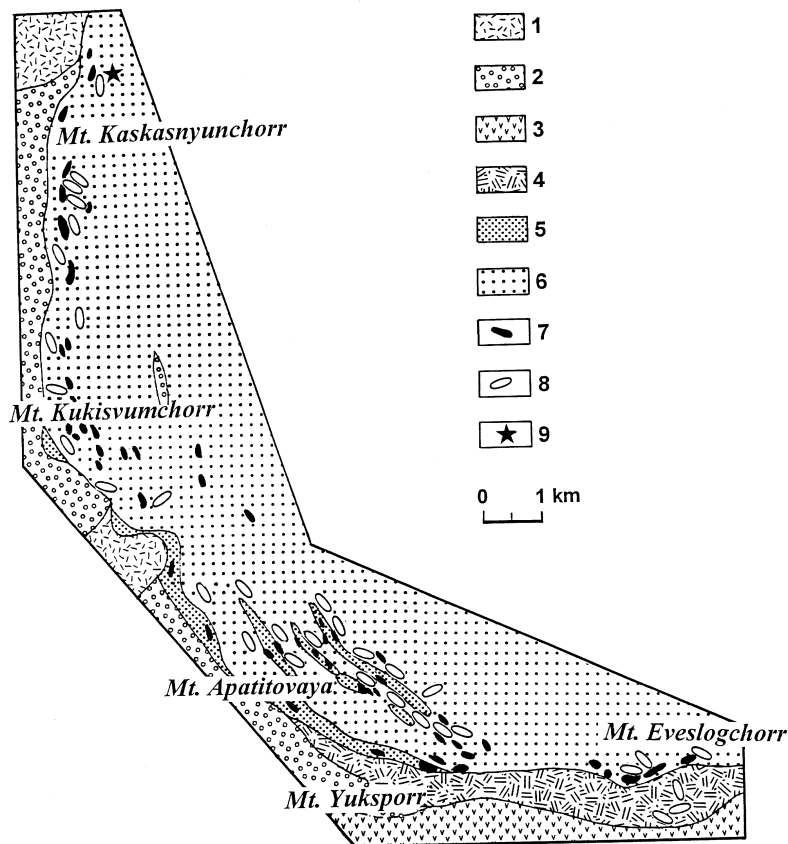 1
2
Mt. Kaskasnyunchorr
3
4
5
6
7
8
Mt. Kukisvumchorr
9
0 1 km
Mt. Apatitovaya
Mt. Eveslogchorr
Mt. Yuksporr